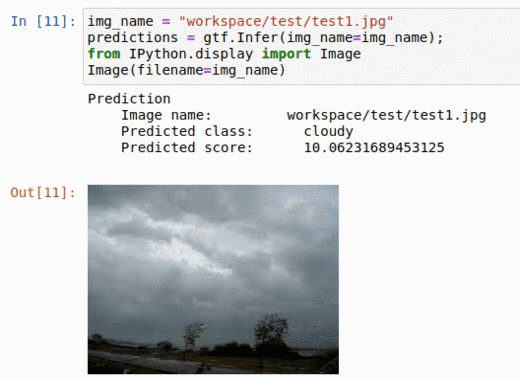 In [11]: img_name = "workspace/test/test1.jpg"
predictions = gtf.Infer(img_name=img_name);
from IPython.display import Image
Image(filename=img_name)
Prediction
Image name: workspace/test/test1.jpg
Predicted class: cloudy
Predicted score: 10.06231689453125
Out[11]: